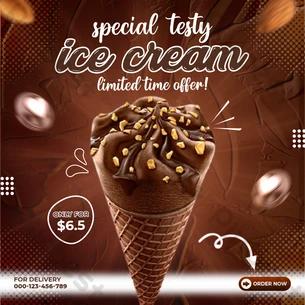 special testy
ice cream
limited time offer!
ONLY FOR
$6.5
FOR DELIVERY
000-123-456-789
ORDER NOW